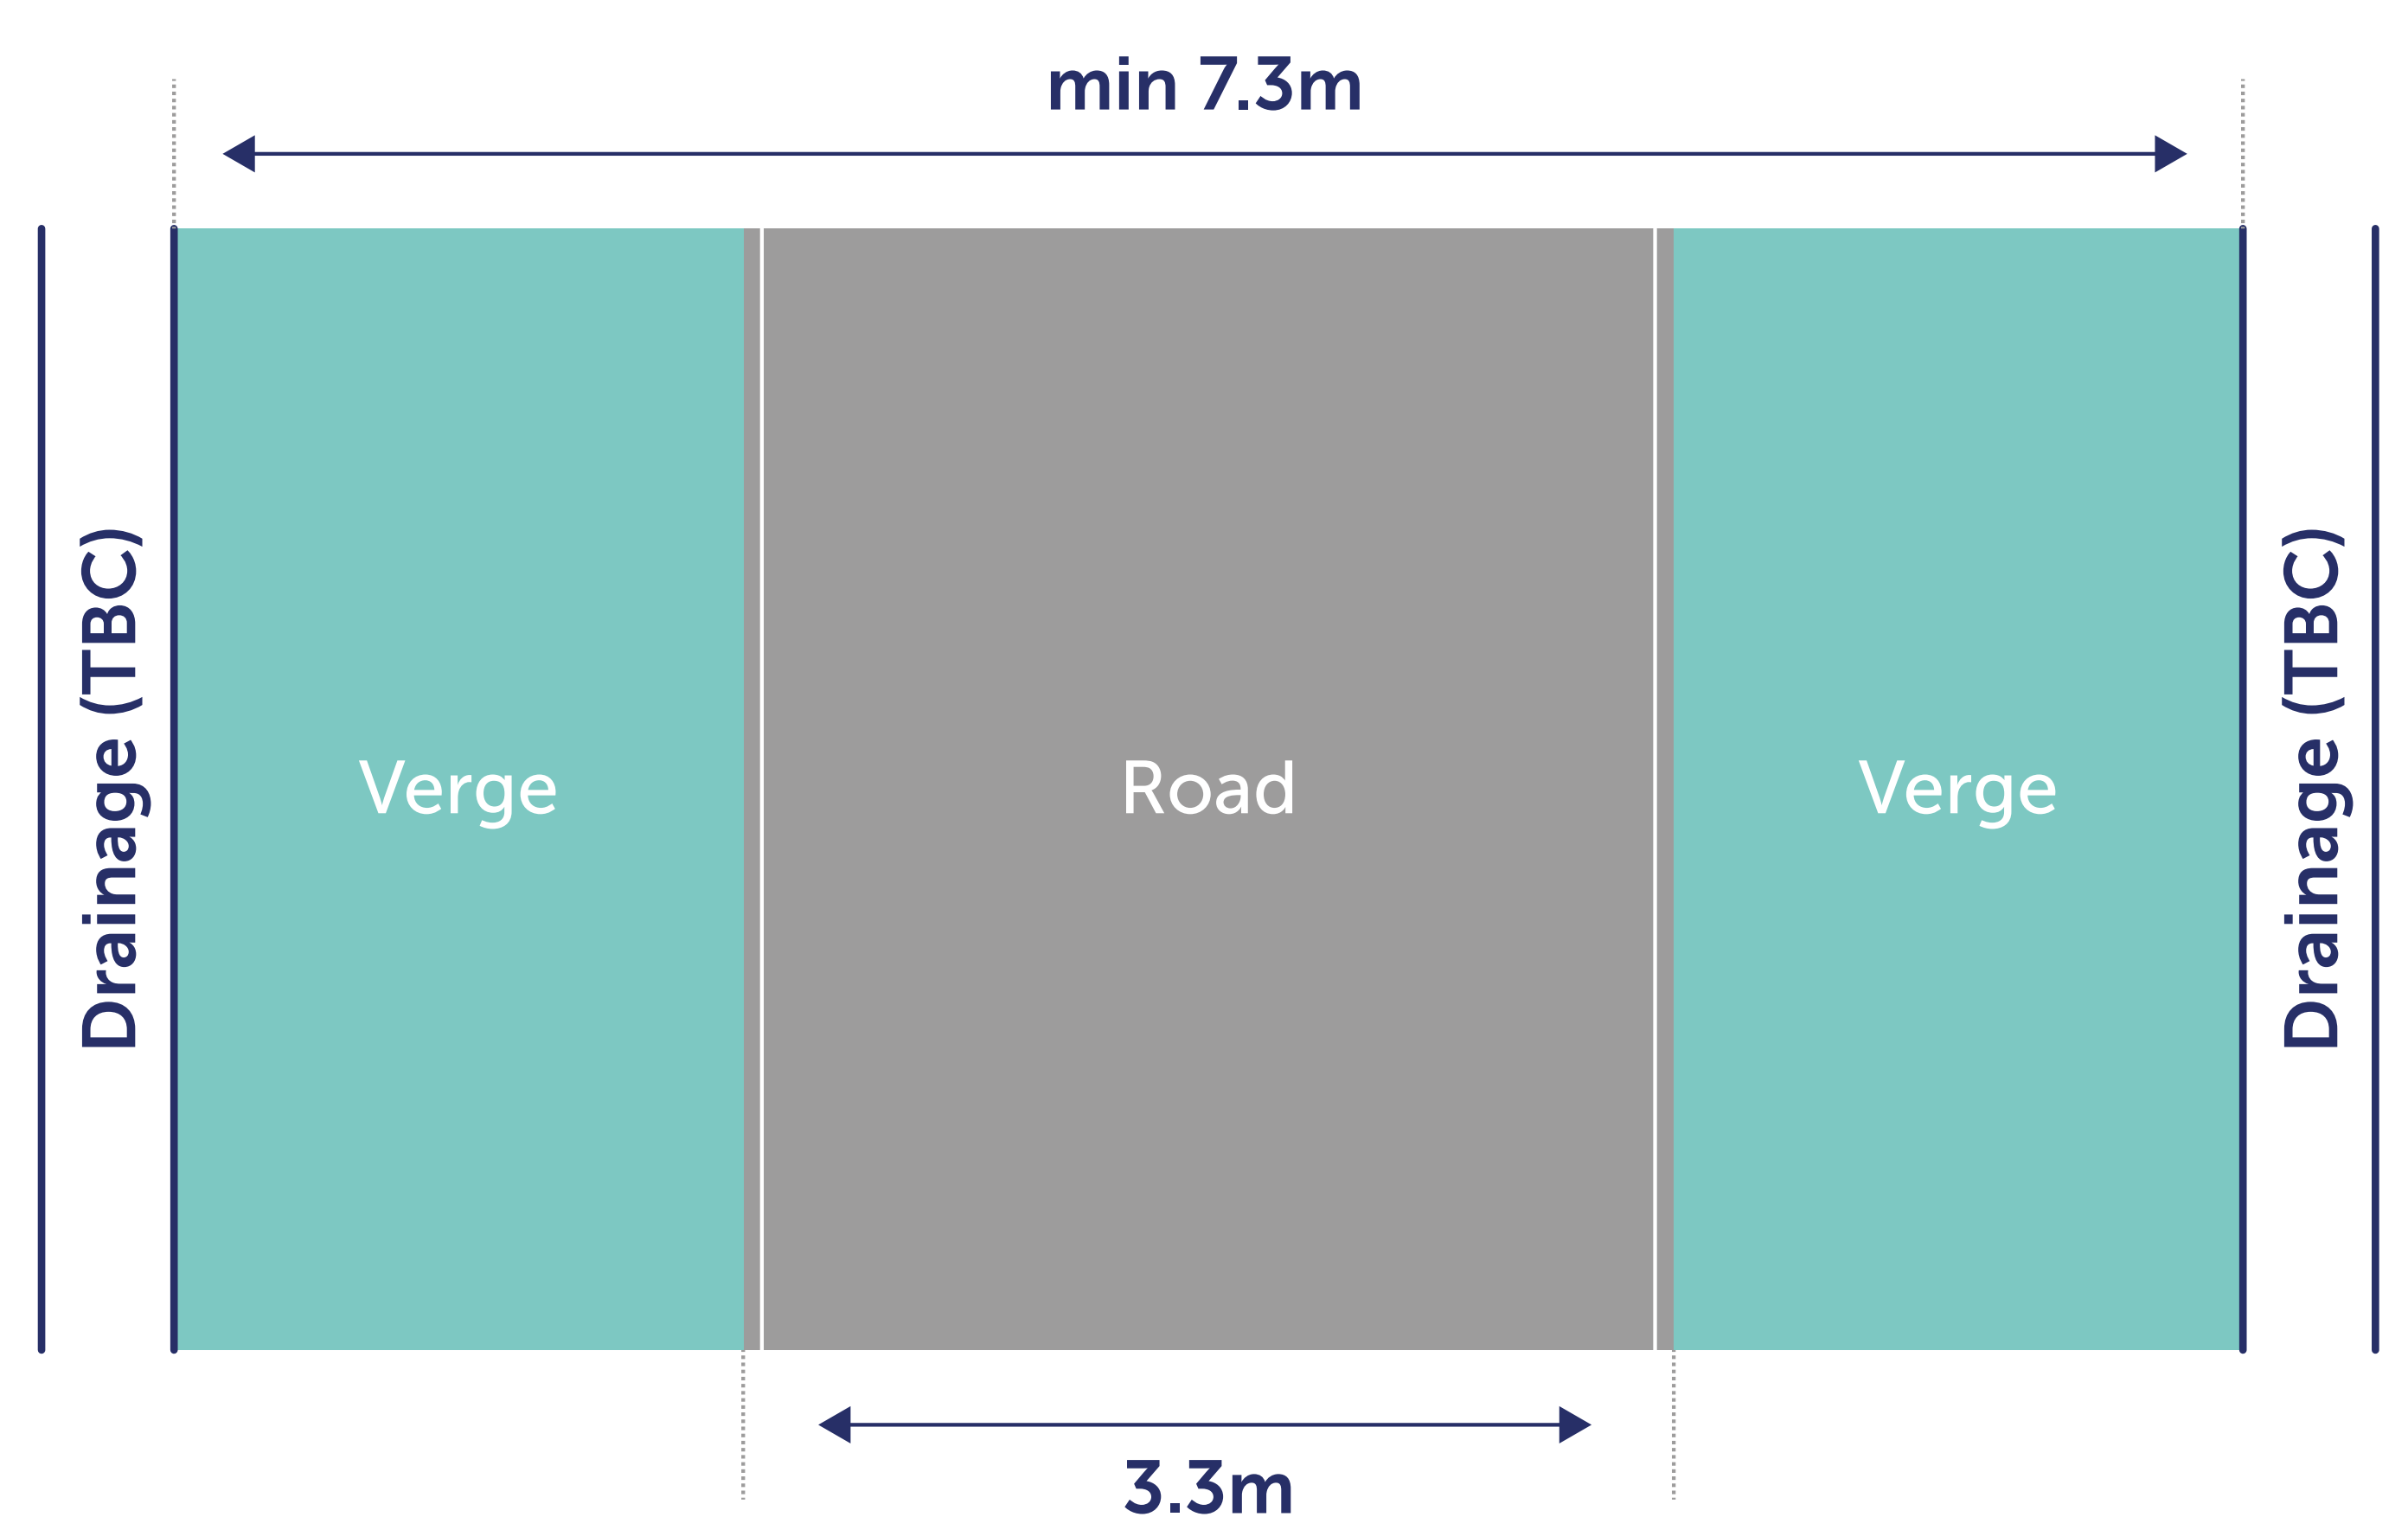 min 7.3m
Drainage (TBC)
Verge
Road
Verge
Drainage (TBC)
3.3m